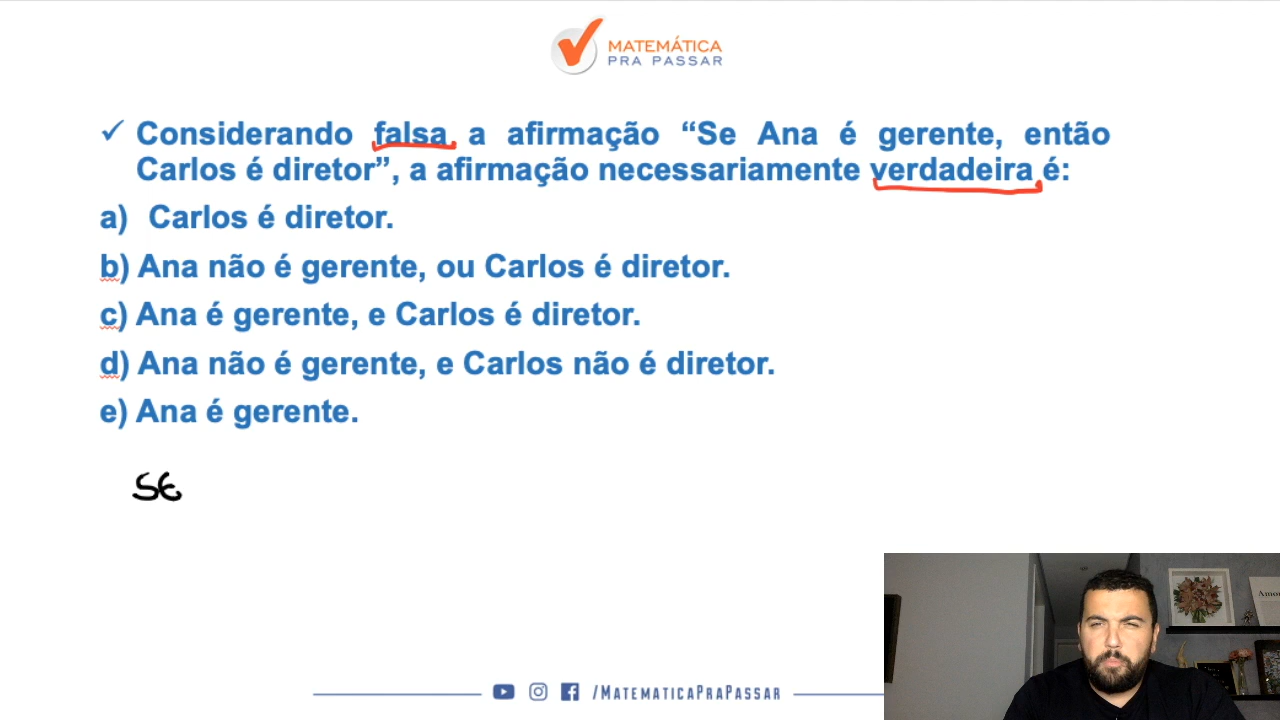 MATEMÁTICA
PRA PASSAR
Considerando falsa a afirmação “Se Ana é gerente, então
Carlos é diretor”, a afirmação necessariamente verdadeira é:
a) Carlos é diretor.
b) Ana não é gerente, ou Carlos é diretor.
c) Ana é gerente, e Carlos é diretor.
d) Ana não é gerente, e Carlos não é diretor.
e) Ana é gerente.
SE
/MATEMATICAPRAPASSAR